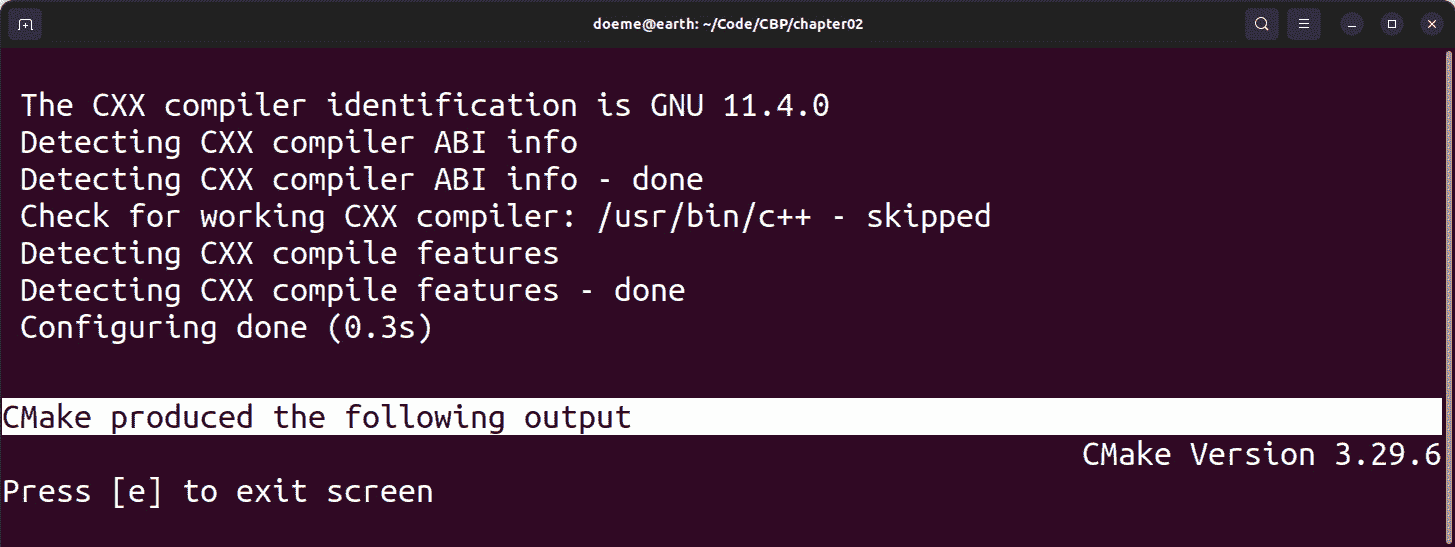 doeme@earth: ~/Code/CBP/chapter02
The CXX compiler identification is GNU 11.4.0
Detecting CXX compiler ABI info
Detecting CXX compiler ABI info - done
Check for working CXX compiler: /usr/bin/c++ - skipped
Detecting CXX compile features
Detecting CXX compile features - done
Configuring done (0.3s)
CMake produced the following output
CMake Version 3.29.6
Press [e] to exit screen